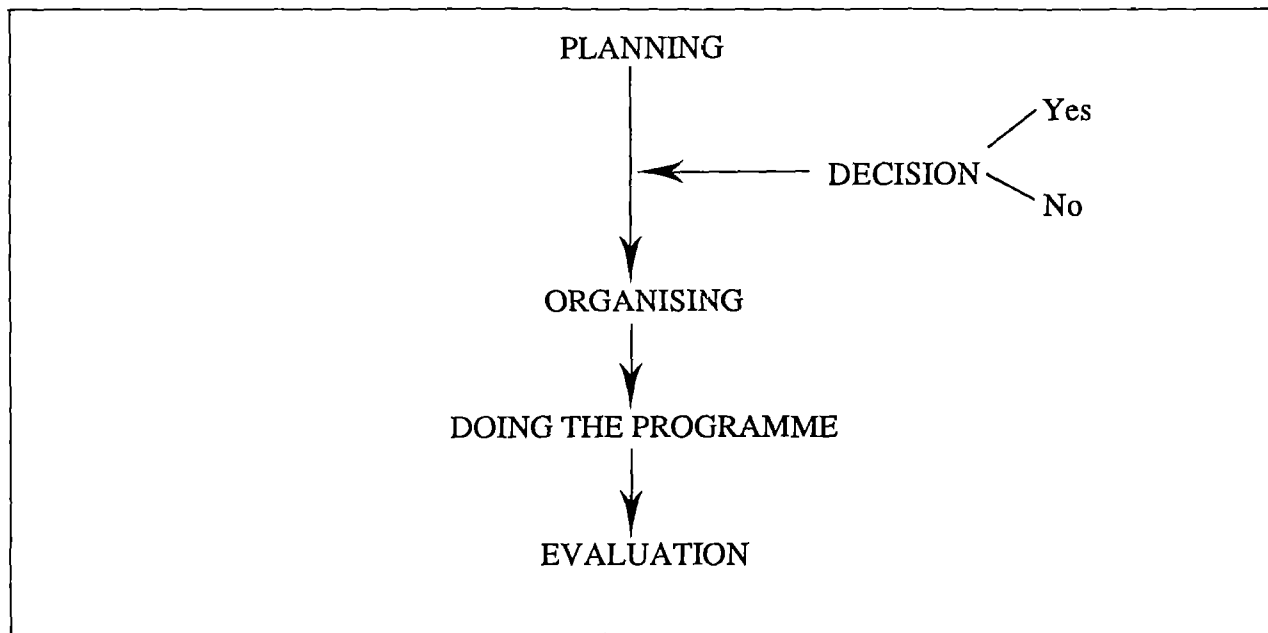 PLANNING
Yes
DECISION
No
ORGANISING
DOING THE PROGRAMME
EVALUATION